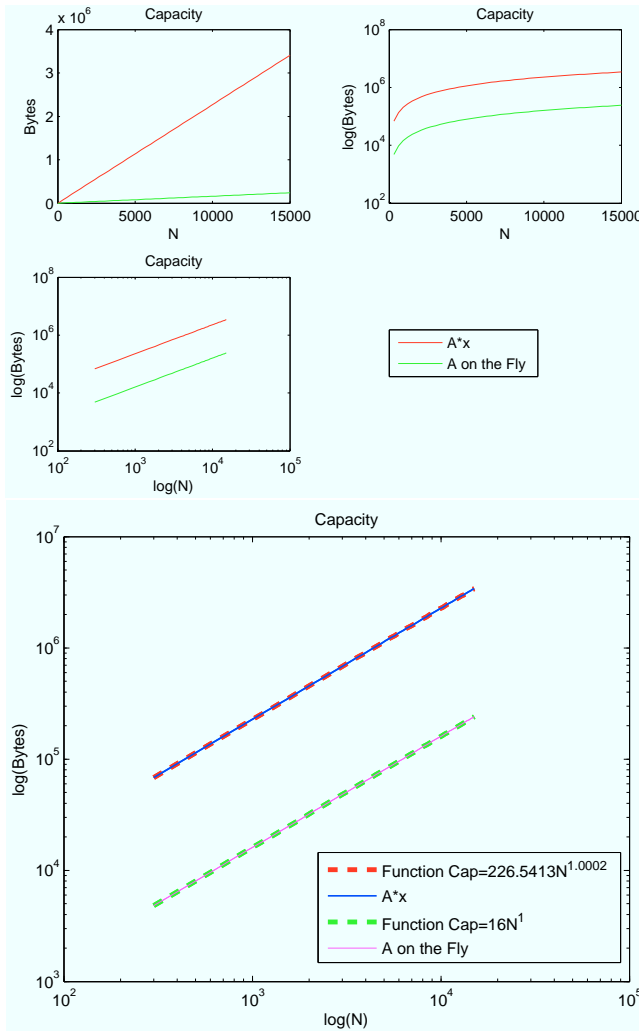 Capacity
x 10^6
4
3
2
1
0
Bytes
0 5000 10000 15000
N
Capacity
10^8
10^6
10^4
10^2
log(Bytes)
0 5000 10000 15000
N
Capacity
10^8
10^6
10^4
10^2
log(Bytes)
10^2 10^3 10^4 10^5
log(N)
A*x
A on the Fly
Capacity
10^7
10^6
10^5
10^4
10^3
log(Bytes)
Function Cap=226.5413N^1.0002
A*x
Function Cap=16N^1
A on the Fly
10^2 10^3 10^4 10^5
log(N)